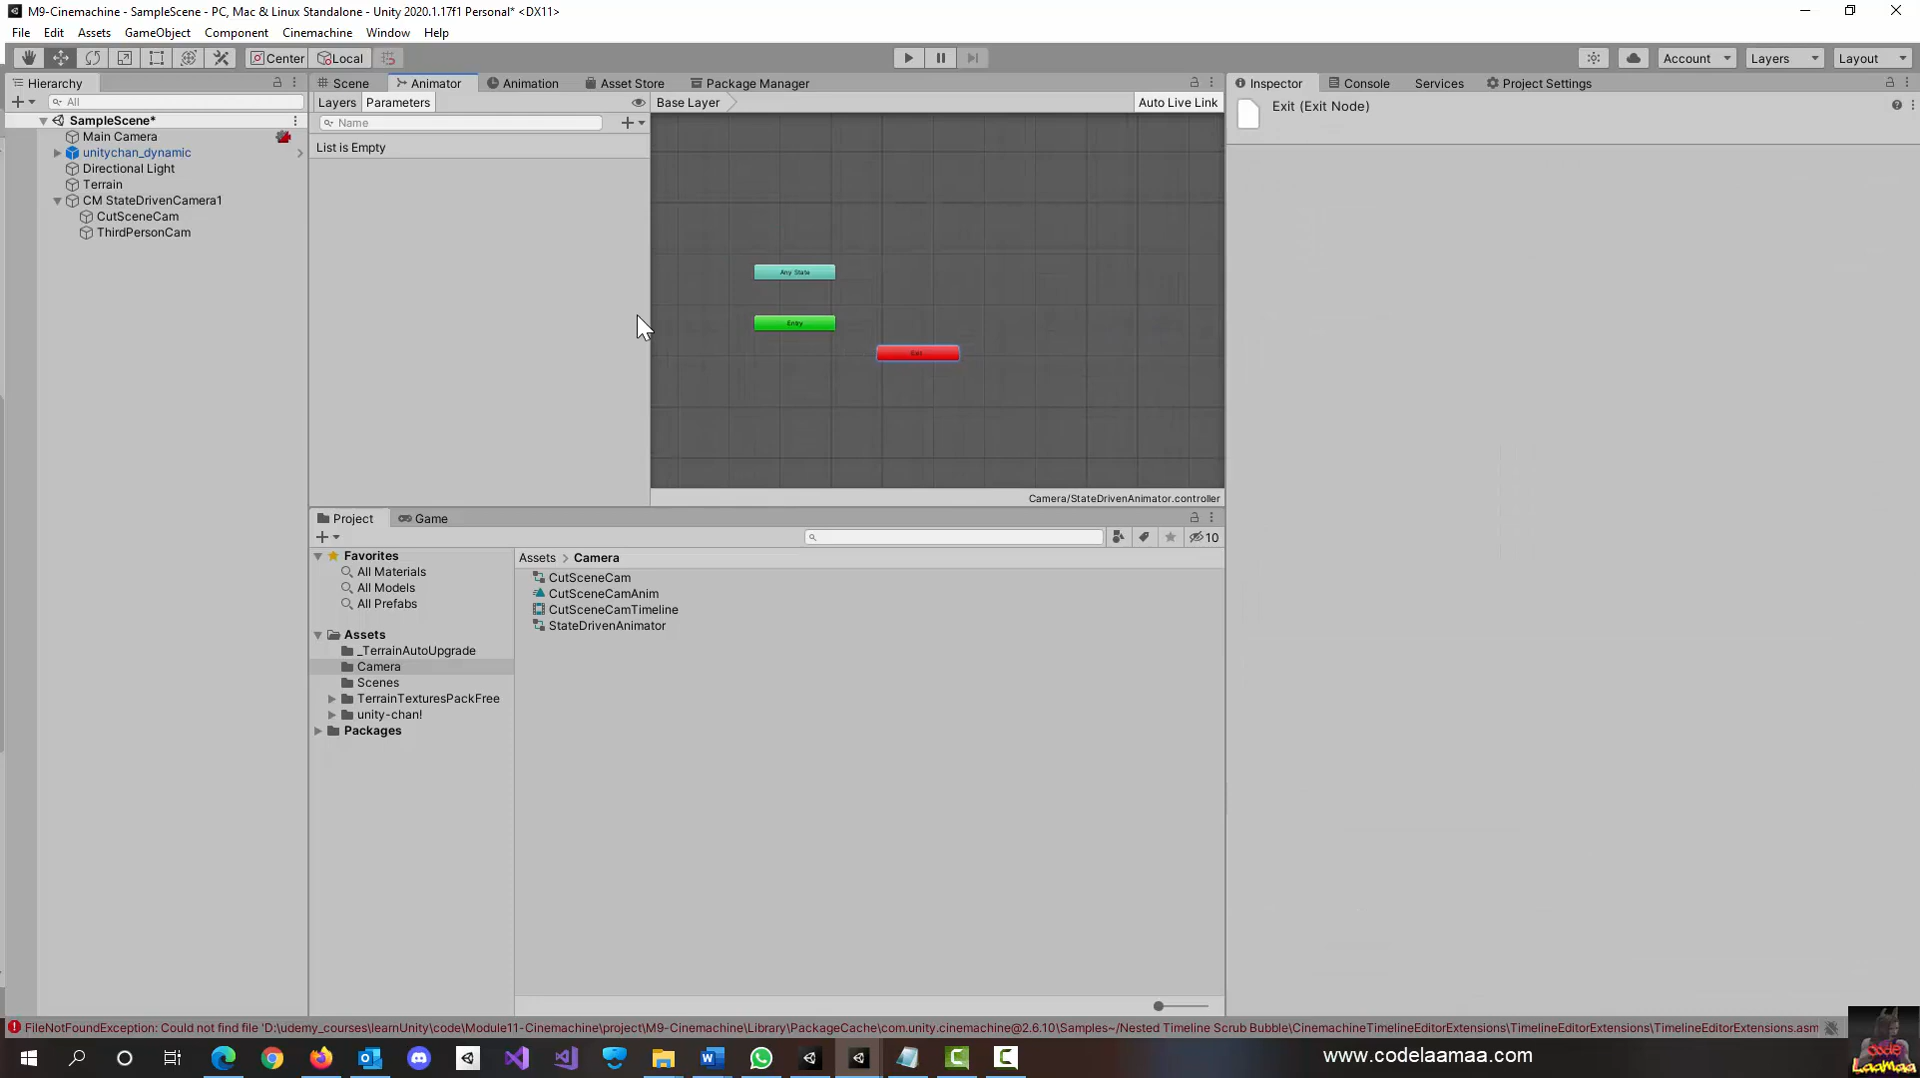 M9-Cinemachine - SampleScene - PC, Mac & Linux Standalone - Unity 2020.1.17f1 Personal* <DX11>
File Edit Assets GameObject Component Cinemachine Window Help
Center Local Account Layers Layout
Hierarchy Scene Animator Animation Asset Store Package Manager Inspector Console Services Project Settings
All Layers Parameters Base Layer Auto Live Link Exit (Exit Node)
SampleScene* Name
Main Camera
List is Empty
unitychan_dynamic
Directional Light
Terrain
CM StateDrivenCamera1
CutSceneCam
ThirdPersonCam
Any State
Entry
Exit
Camera/StateDrivenAnimator.controller
Project Game
10
Favorites Assets > Camera
All Materials CutSceneCam
All Models CutSceneCamAnim
All Prefabs CutSceneCamTimeline
StateDrivenAnimator
Assets
_TerrainAutoUpgrade
Camera
Scenes
TerrainTexturesPackFree
unity-chan!
Packages
FileNotFoundException: Could not find file 'D:\udemy_courses\learnUnity\code\Module11-Cinemachine\project\M9-Cinemachine\Library\PackageCache\com.unity.cinemachine@2.6.10\Samples~/Nested Timeline Scrub Bubble\CinemachineTimelineEditorExtensions\TimelineEditorExtensions\TimelineEditorExtensions.asm
www.codelaamaa.com
Code
LaaMaa